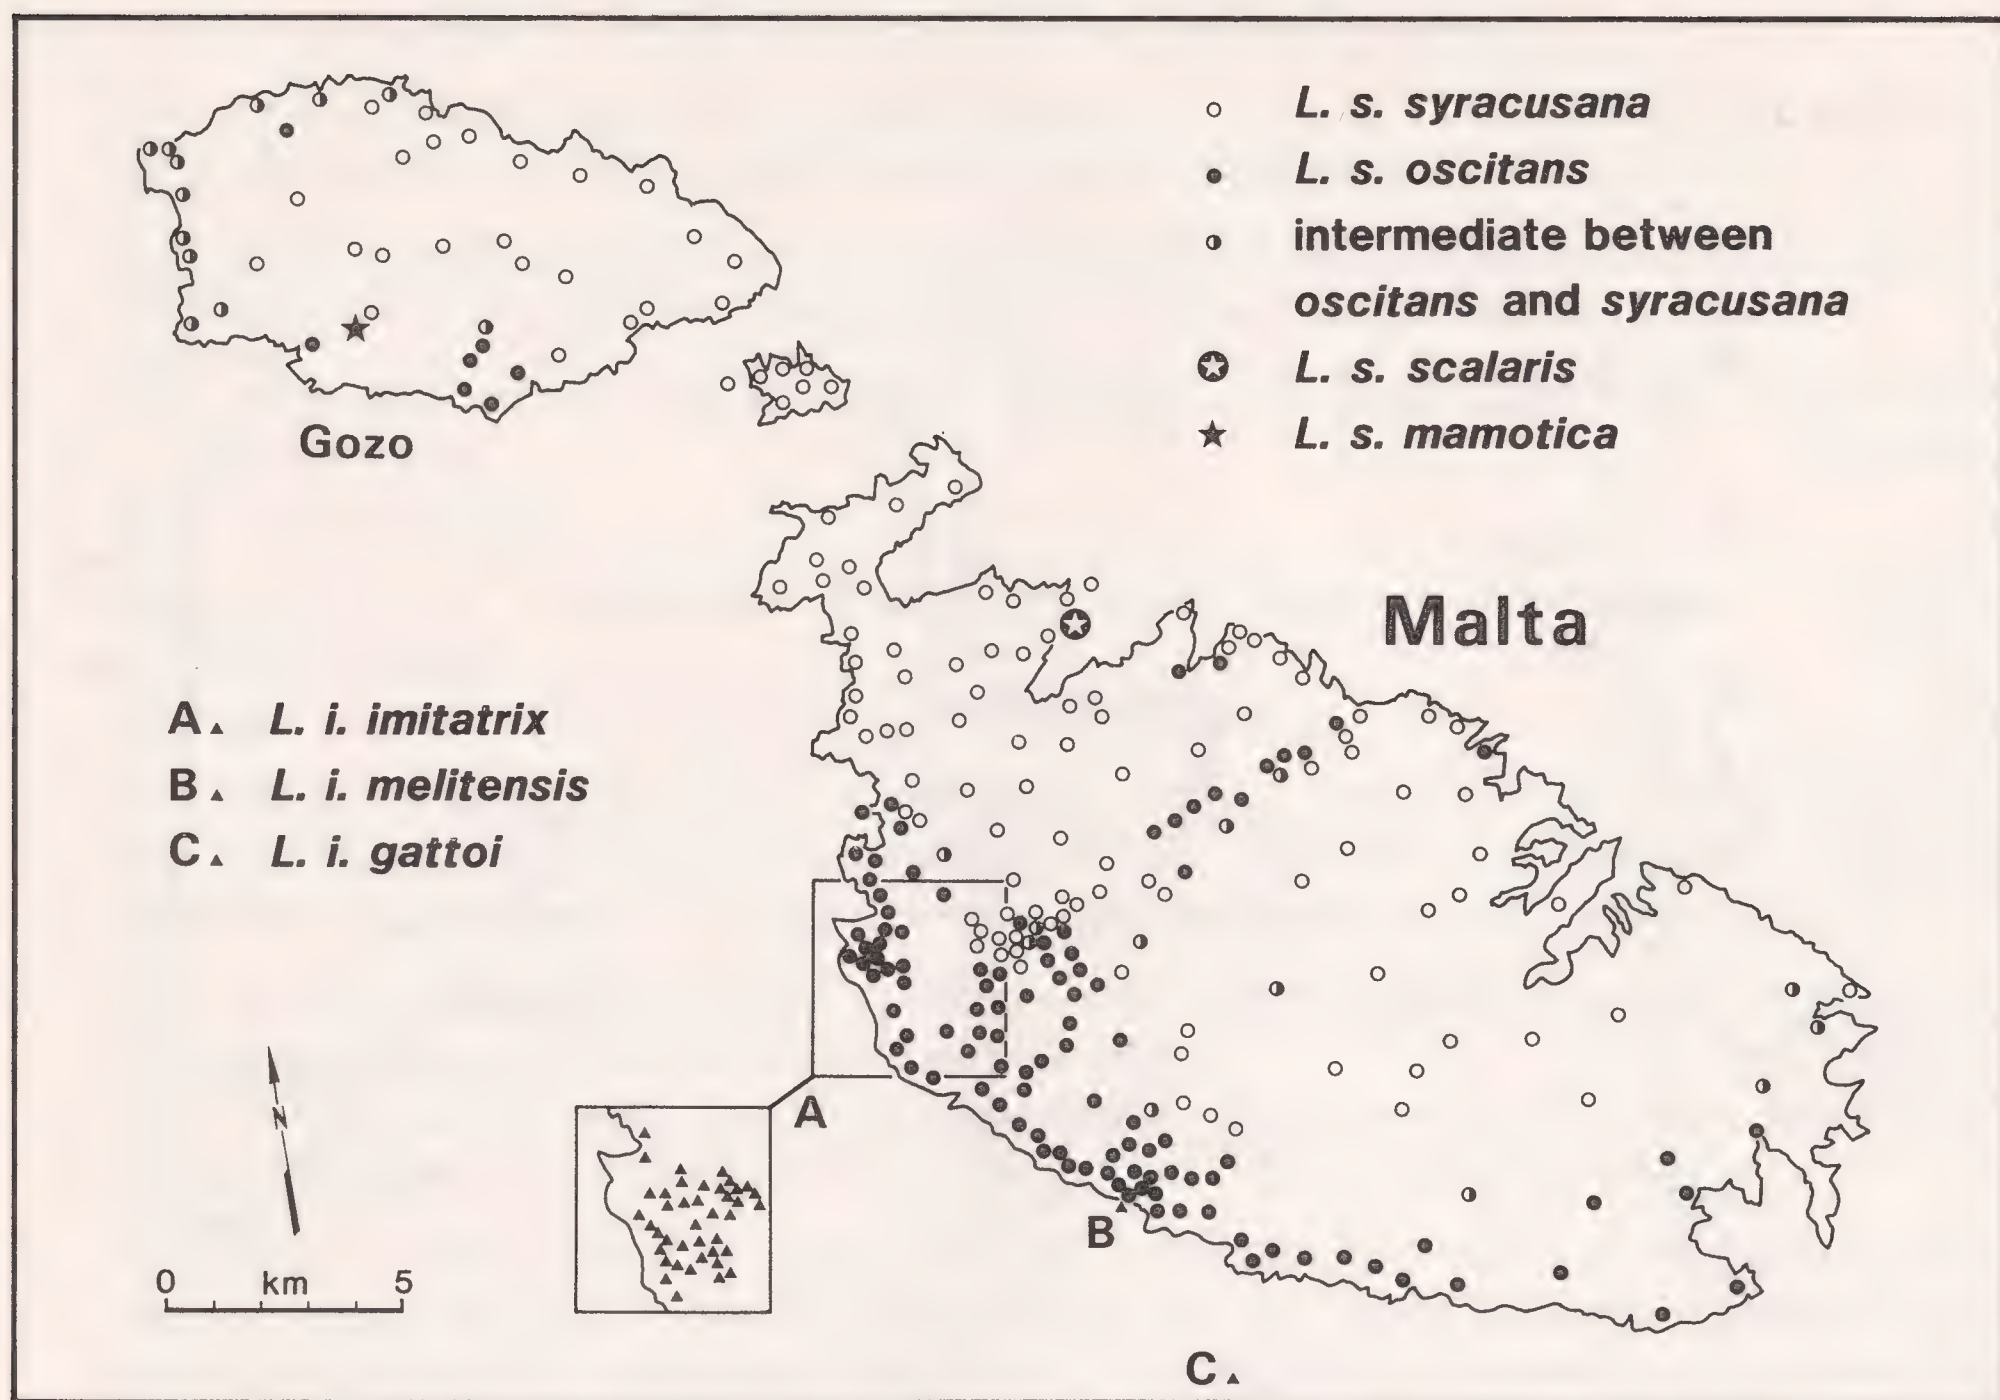 L. s. syracusana
L. s. oscitans
intermediate between
oscitans and syracusana
L. s. scalaris
L. s. mamotica
Gozo
Malta
A. L. i. imitatrix
B. L. i. melitensis
C. L. i. gattoi
N
A
B
0 km 5
C.